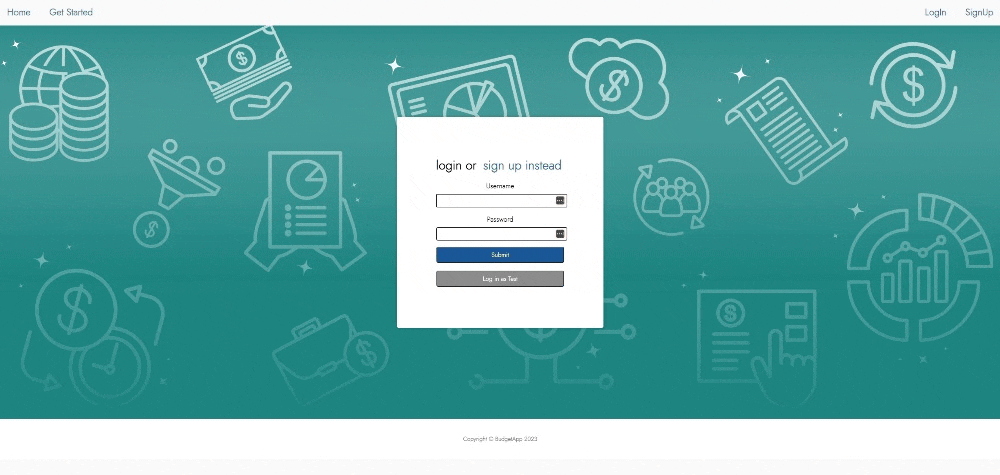 Home Get Started LogIn SignUp
login or sign up instead
Username
Password
Submit
Log in as Test
Copyright © BudgetApp 2023